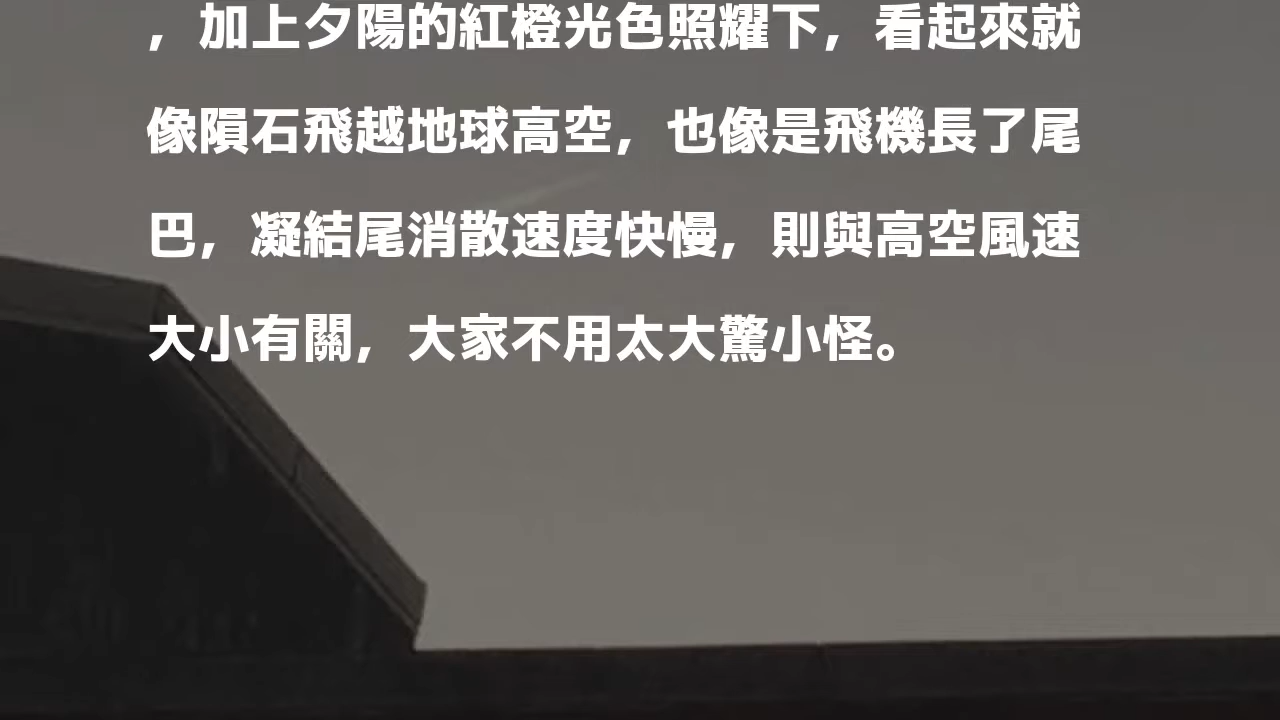 ，加上夕陽的紅橙光色照耀下，看起來就
像隕石飛越地球高空，也像是飛機長了尾
巴，凝結尾消散速度快慢，則與高空風速
大小有關，大家不用太大驚小怪。